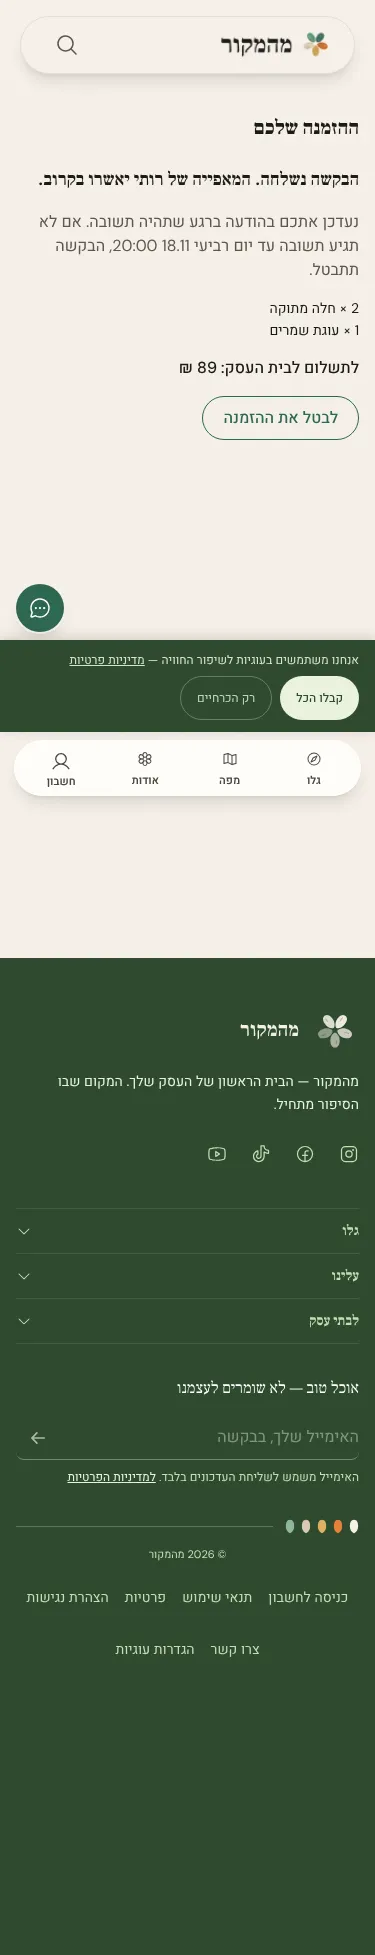 מהמקור
ההזמנה שלכם
הבקשה נשלחה. המאפייה של רותי יאשרו בקרוב.
נעדכן אתכם בהודעה ברגע שתהיה תשובה. אם לא
תגיע תשובה עד יום רביעי 18.11 20:00, הבקשה
תתבטל.
2 × חלה מתוקה
1 × עוגת שמרים
לתשלום לבית העסק: 89 ₪
לבטל את ההזמנה
אנחנו משתמשים בעוגיות לשיפור החוויה — מדיניות פרטיות
קבלו הכל
רק הכרחיים
גלו
מפה
אודות
חשבון
מהמקור
מהמקור — הבית הראשון של העסק שלך. המקום שבו
הסיפור מתחיל.
גלו
עלינו
לבתי עסק
אוכל טוב — לא שומרים לעצמנו
האימייל שלך, בבקשה
האימייל משמש לשליחת העדכונים בלבד. למדיניות הפרטיות
© 2026 מהמקור
כניסה לחשבון תנאי שימוש פרטיות הצהרת נגישות
צרו קשר הגדרות עוגיות